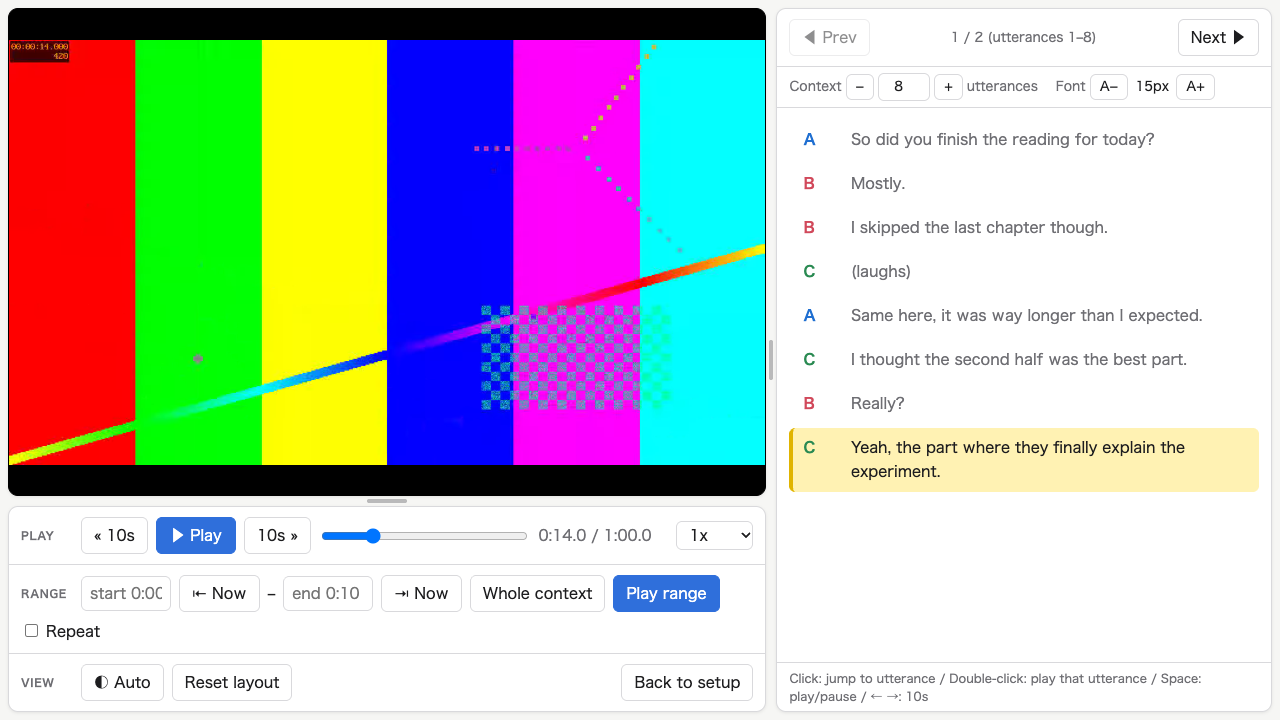 00:00:14.000
420
◀ Prev
1 / 2 (utterances 1–8)
Next ▶
Context − 8 + utterances Font A− 15px A+
A So did you finish the reading for today?
B Mostly.
B I skipped the last chapter though.
C (laughs)
A Same here, it was way longer than I expected.
C I thought the second half was the best part.
B Really?
C Yeah, the part where they finally explain the
experiment.
PLAY « 10s ▶ Play 10s » 0:14.0 / 1:00.0 1x
RANGE start 0:00 ⇤ Now – end 0:10 ⇥ Now Whole context Play range
Repeat
VIEW ◐ Auto Reset layout Back to setup
Click: jump to utterance / Double-click: play that utterance / Space:
play/pause / ← →: 10s